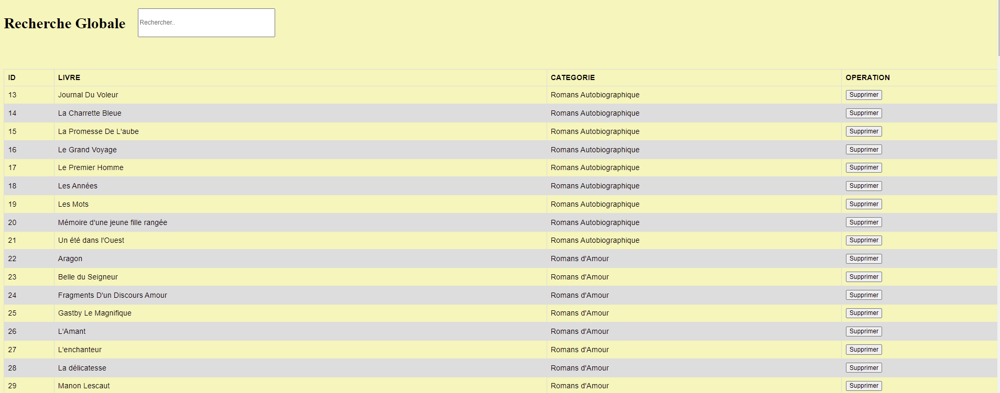 Recherche Globale Rechercher..
ID LIVRE CATEGORIE OPERATION
13 Journal Du Voleur Romans Autobiographique Supprimer
14 La Charrette Bleue Romans Autobiographique Supprimer
15 La Promesse De L'aube Romans Autobiographique Supprimer
16 Le Grand Voyage Romans Autobiographique Supprimer
17 Le Premier Homme Romans Autobiographique Supprimer
18 Les Années Romans Autobiographique Supprimer
19 Les Mots Romans Autobiographique Supprimer
20 Mémoire d'une jeune fille rangée Romans Autobiographique Supprimer
21 Un été dans l'Ouest Romans Autobiographique Supprimer
22 Aragon Romans d'Amour Supprimer
23 Belle du Seigneur Romans d'Amour Supprimer
24 Fragments D'un Discours Amour Romans d'Amour Supprimer
25 Gastby Le Magnifique Romans d'Amour Supprimer
26 L'Amant Romans d'Amour Supprimer
27 L'enchanteur Romans d'Amour Supprimer
28 La délicatesse Romans d'Amour Supprimer
29 Manon Lescaut Romans d'Amour Supprimer